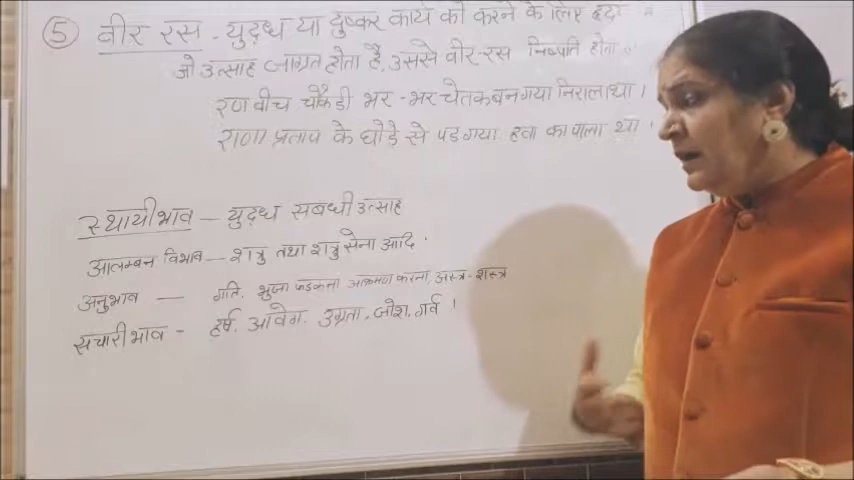 ⑤ वीर रस - युद्ध या दुष्कर कार्य को करने के लिए हृदय
जो उत्साह जाग्रत होता है, उससे वीर-रस निष्पति होता
रण बीच चौकडी भर-भर चेतक बन गया निराला था ।
राणा प्रताप के घोड़े से पड गया हवा का पाला था ।
स्थायीभाव - युद्ध सबंधी उत्साह
आलम्बन विभाव - शत्रु तथा शत्रु सेना आदि
अनुभाव - गति, भुजा फडकना आक्रमण करना, अस्त्र-शस्त्र
संचारीभाव - हर्ष, आवेग, उग्रता, जोश, गर्व ।